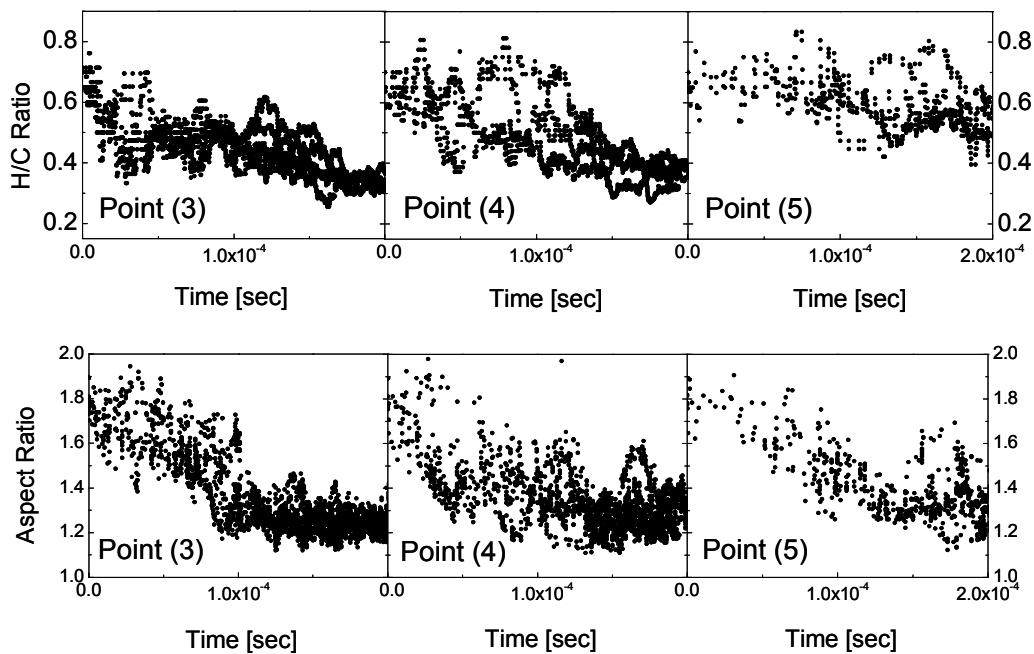 0.8
0.6
0.4
0.2
H/C Ratio
Point (3)
Point (4)
Point (5)
0.8
0.6
0.4
0.2
0.0
1.0x10⁻⁴
0.0
1.0x10⁻⁴
0.0
1.0x10⁻⁴
2.0x10⁻⁴
Time [sec]
Time [sec]
Time [sec]
2.0
1.8
1.6
1.4
1.2
1.0
Aspect Ratio
Point (3)
Point (4)
Point (5)
2.0
1.8
1.6
1.4
1.2
1.0
0.0
1.0x10⁻⁴
0.0
1.0x10⁻⁴
0.0
1.0x10⁻⁴
2.0x10⁻⁴
Time [sec]
Time [sec]
Time [sec]